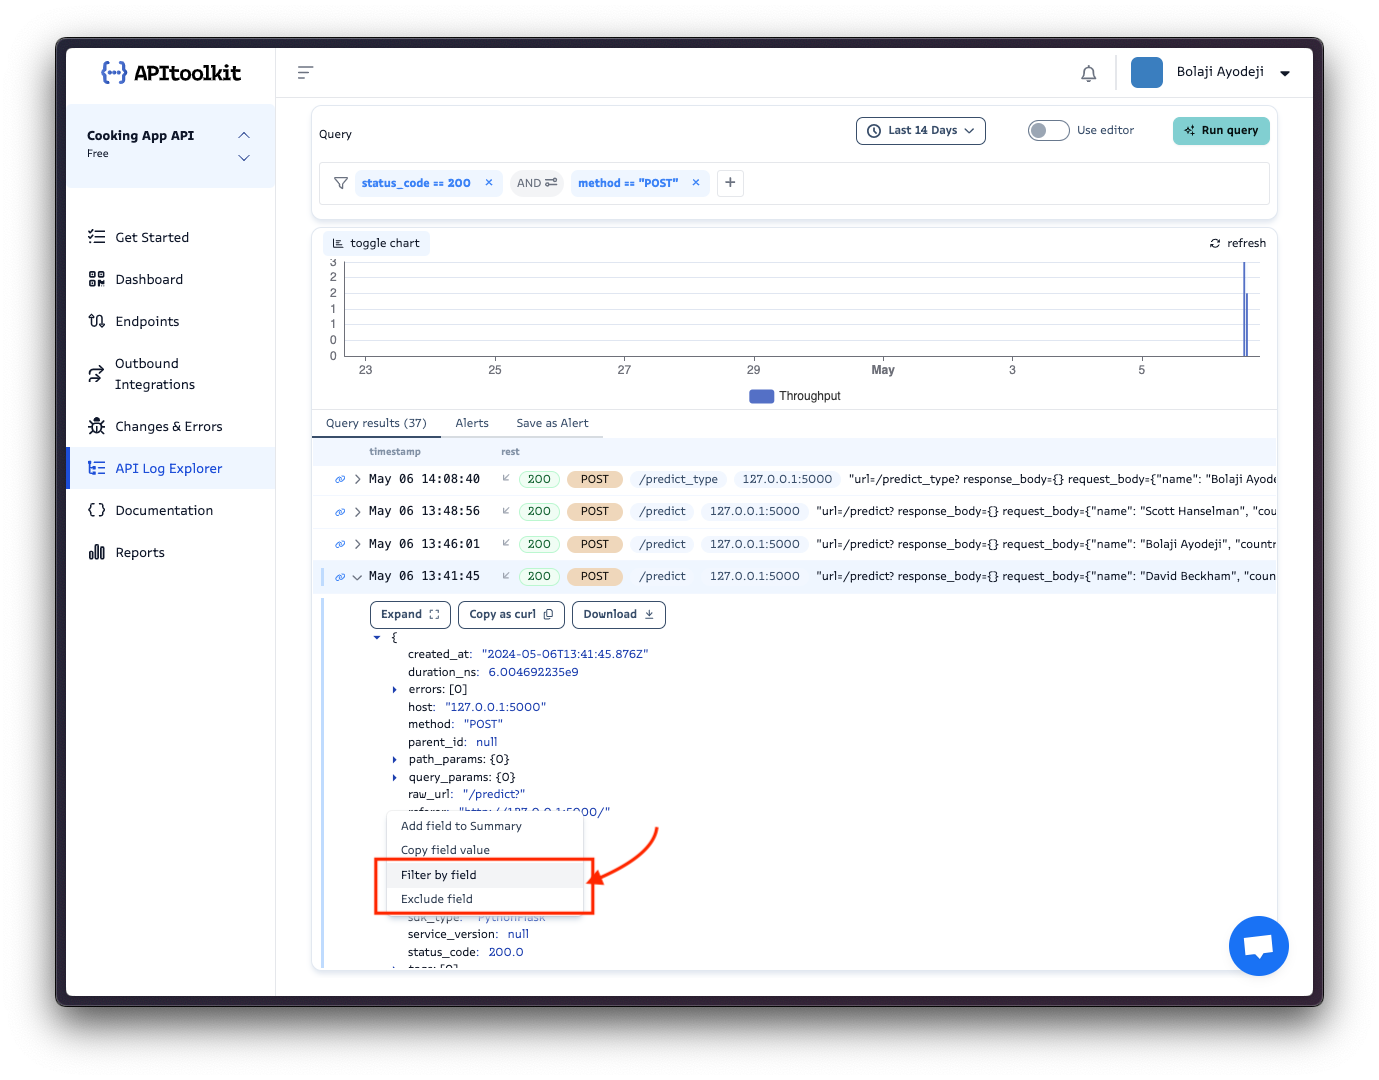 APItoolkit
Bolaji Ayodeji
Cooking App API
Free
Get Started
Dashboard
Endpoints
Outbound
Integrations
Changes & Errors
API Log Explorer
Documentation
Reports
Query
Last 14 Days
Use editor
Run query
status_code == 200 ×
AND
method == "POST" ×
+
toggle chart
refresh
3
2
2
1
1
0
0
23 25 27 29 May 3 5
Throughput
Query results (37) Alerts Save as Alert
timestamp rest
May 06 14:08:40 200 POST /predict_type 127.0.0.1:5000 "url=/predict_type? response_body={} request_body={"name": "Bolaji Ayode
May 06 13:48:56 200 POST /predict 127.0.0.1:5000 "url=/predict? response_body={} request_body={"name": "Scott Hanselman", "cou
May 06 13:46:01 200 POST /predict 127.0.0.1:5000 "url=/predict? response_body={} request_body={"name": "Bolaji Ayodeji", "countr
May 06 13:41:45 200 POST /predict 127.0.0.1:5000 "url=/predict? response_body={} request_body={"name": "David Beckham", "coun
Expand Copy as curl Download
{
created_at: "2024-05-06T13:41:45.876Z"
duration_ns: 6.004692235e9
errors: [0]
host: "127.0.0.1:5000"
method: "POST"
parent_id: null
path_params: {0}
query_params: {0}
raw_url: "/predict?"
referer: "http://127.0.0.1:5000/"
Add field to Summary
Copy field value
Filter by field
Exclude field
sdk_type: "PythonFlask"
service_version: null
status_code: 200.0
tags: [0]